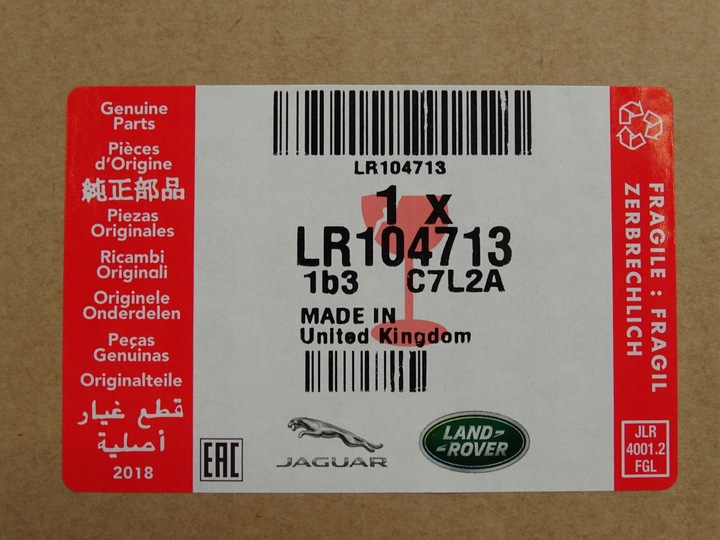 Genuine
Parts
Pièces
d'Origine
純正部品
Piezas
Originales
Ricambi
Originali
Originele
Onderdelen
Peças
Genuinas
Originalteile
قطع غيار
أصلية
2018
LR104713
1 x
LR104713
1b3 C7L2A
MADE IN
United Kingdom
EAC
JAGUAR
LAND-
-ROVER
FRAGILE : FRAGIL
ZERBRECHLICH
JLR
4001.2
FGL